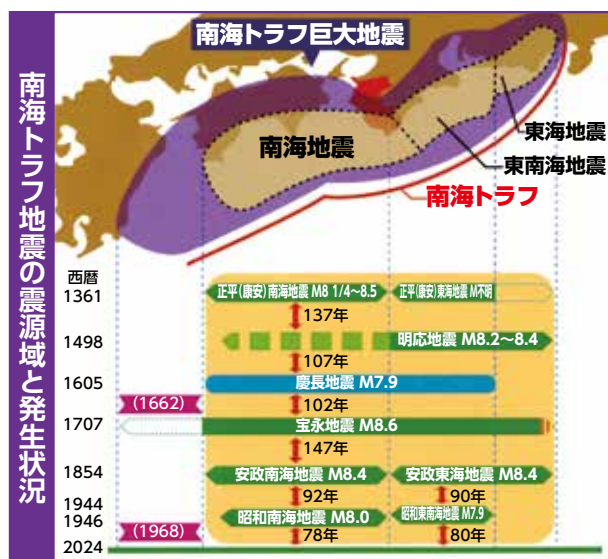 南海トラフ地震の震源域と発生状況
南海トラフ巨大地震
東海地震
南海地震
東南海地震
南海トラフ
西暦
1361
正平(康安)南海地震 M8 1/4〜8.5
正平(康安)東海地震 M不明
137年
1498
明応地震 M8.2〜8.4
107年
1605
慶長地震 M7.9
(1662)
102年
1707
宝永地震 M8.6
147年
1854
安政南海地震 M8.4
安政東海地震 M8.4
92年
90年
1944
1946
昭和南海地震 M8.0
昭和東南海地震 M7.9
(1968)
78年
80年
2024